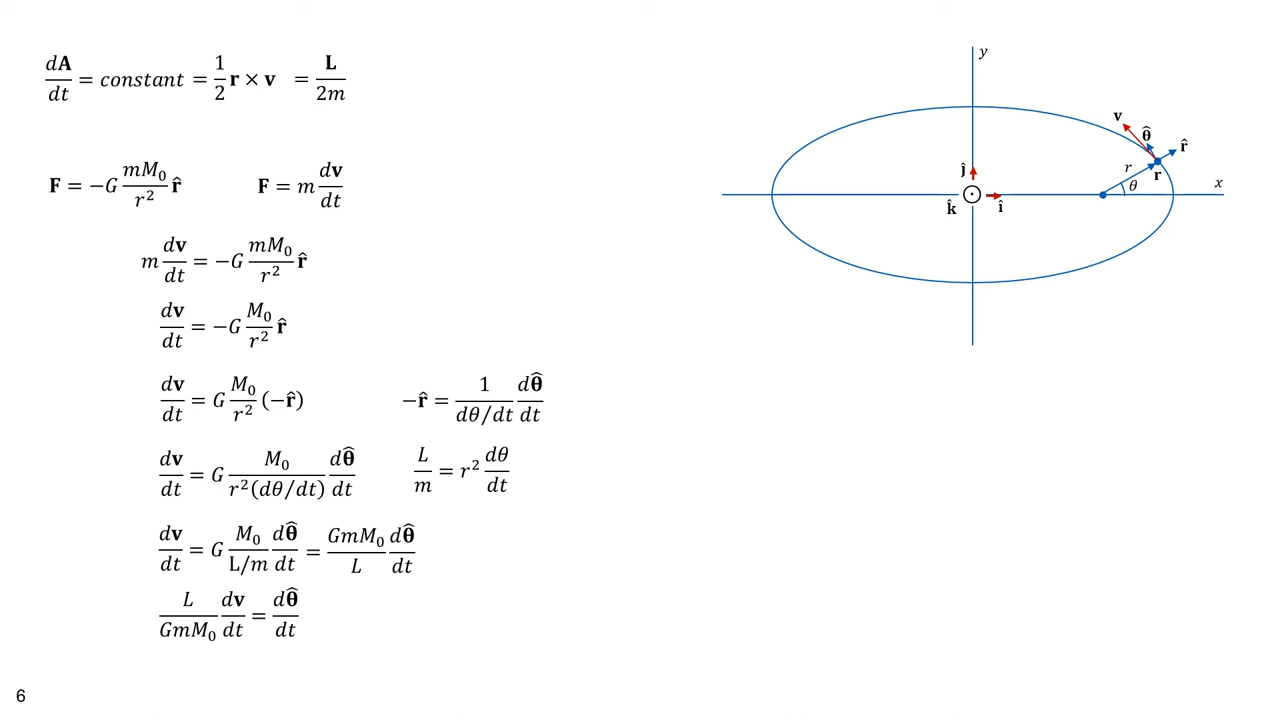 d𝐀/dt = constant = 1/2 𝐫 × 𝐯 = 𝐋/2m
𝐅 = −G mM₀/r² 𝐫̂    𝐅 = m d𝐯/dt
m d𝐯/dt = −G mM₀/r² 𝐫̂
d𝐯/dt = −G M₀/r² 𝐫̂
d𝐯/dt = G M₀/r² (−𝐫̂)    −𝐫̂ = 1/(dθ/dt) d𝛉̂/dt
d𝐯/dt = G M₀/(r²(dθ/dt)) d𝛉̂/dt    L/m = r² dθ/dt
d𝐯/dt = G M₀/(L/m) d𝛉̂/dt = GmM₀/L d𝛉̂/dt
L/(GmM₀) d𝐯/dt = d𝛉̂/dt
6
y
𝐯
𝛉̂
𝐫̂
r
𝐫
θ
x
𝐣̂
𝐤̂
𝐢̂